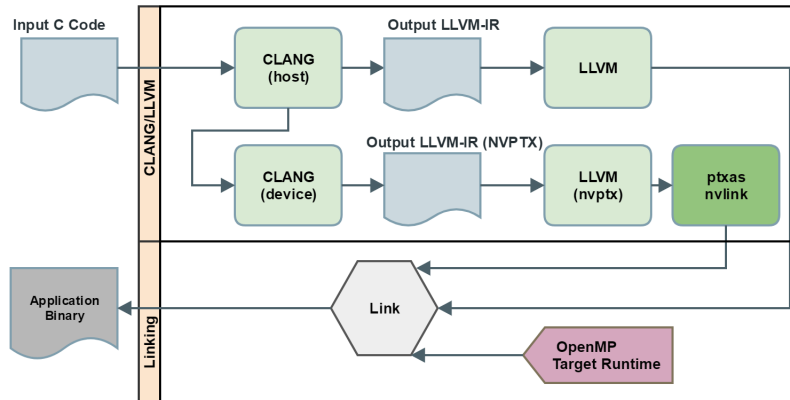 Input C Code
Output LLVM-IR
CLANG
(host)
LLVM
CLANG/LLVM
Output LLVM-IR (NVPTX)
CLANG
(device)
LLVM
(nvptx)
ptxas
nvlink
Application
Binary
Linking
Link
OpenMP
Target Runtime